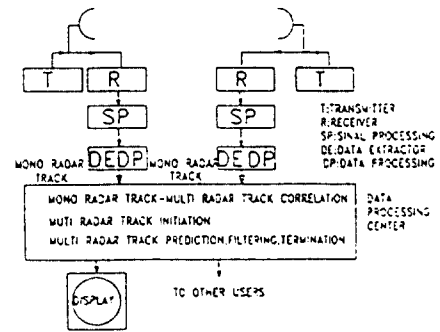 T R R T
SP SP
DEDP DEDP
T:TRANSMITTER
R:RECEIVER
SP:SINAL PROCESSING
DE:DATA EXTRACTOR
DP:DATA PROCESSING
MONO RADAR TRACK
MONO RADAR TRACK
MONO RADAR TRACK-MULTI RADAR TRACK CORRELATION
MUTI RADAR TRACK INITIATION
MULTI RADAR TRACK PREDICTION,FILTERING,TERMINATION
DATA
PROCESSING
CENTER
DISPLAY
TO OTHER USERS